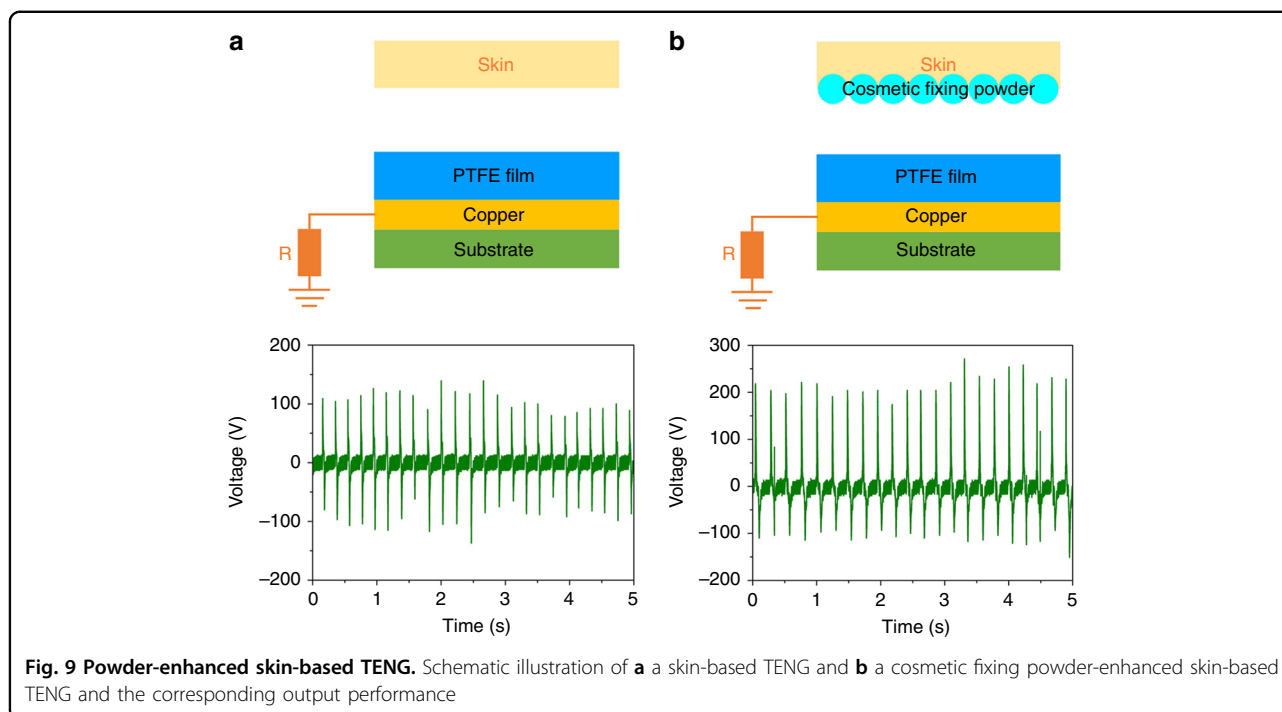 a
Skin
PTFE film
Copper
Substrate
R
200
100
0
−100
−200
Voltage (V)
0 1 2 3 4 5
Time (s)
b
Skin
Cosmetic fixing powder
PTFE film
Copper
Substrate
R
300
200
100
0
−100
−200
Voltage (V)
0 1 2 3 4 5
Time (s)
Fig. 9 Powder-enhanced skin-based TENG. Schematic illustration of a a skin-based TENG and b a cosmetic fixing powder-enhanced skin-based
TENG and the corresponding output performance